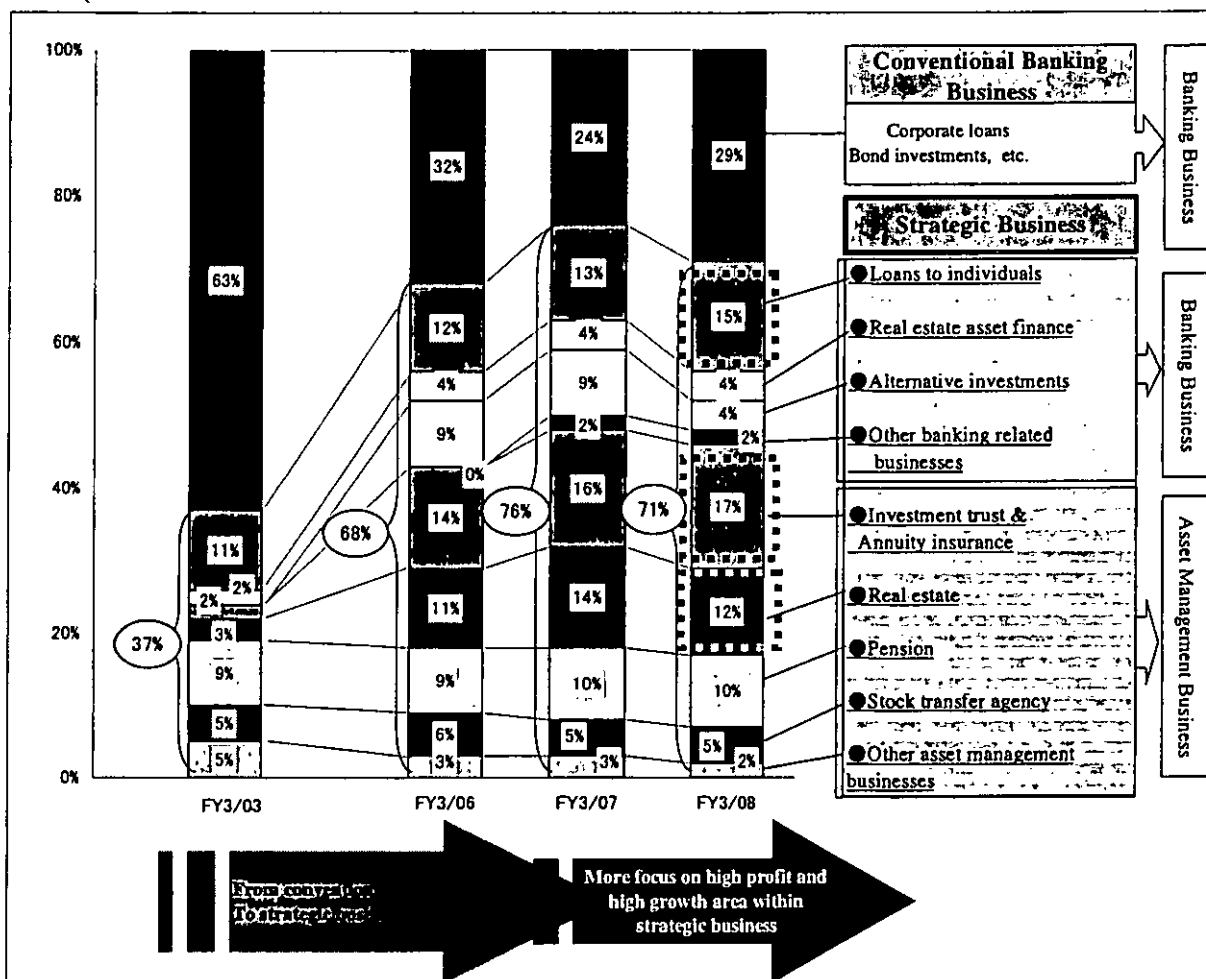 100%
80%
60%
40%
20%
0%
63%
11%
2%
2%
3%
9%
5%
5%
37%
32%
12%
4%
9%
0%
14%
11%
9%
6%
3%
68%
24%
13%
4%
9%
2%
16%
14%
10%
5%
3%
76%
29%
15%
4%
4%
2%
17%
12%
10%
5%
2%
71%
FY3/03
FY3/06
FY3/07
FY3/08
Conventional Banking
Business
Corporate loans
Bond investments, etc.
Banking Business
Strategic Business
●Loans to individuals
●Real estate asset finance
●Alternative investments
●Other banking related
businesses
Banking Business
●Investment trust &
Annuity insurance
●Real estate
●Pension
●Stock transfer agency
●Other asset management
businesses
Asset Management Business
From
To strategic
More focus on high profit and
high growth area within
strategic business